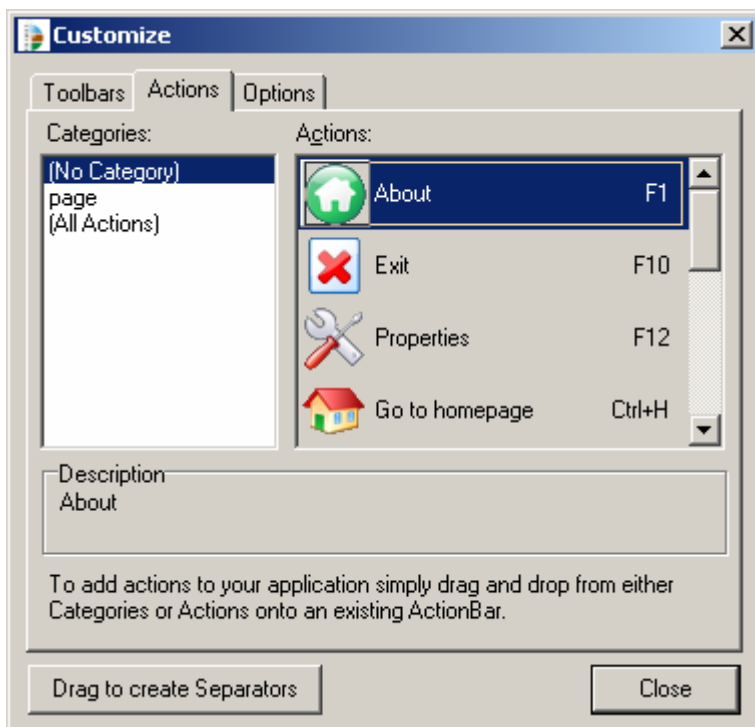 Customize
Toolbars Actions Options
Categories:
(No Category)
page
(All Actions)
Actions:
About F1
Exit F10
Properties F12
Go to homepage Ctrl+H
Description
About
To add actions to your application simply drag and drop from either
Categories or Actions onto an existing ActionBar.
Drag to create Separators
Close